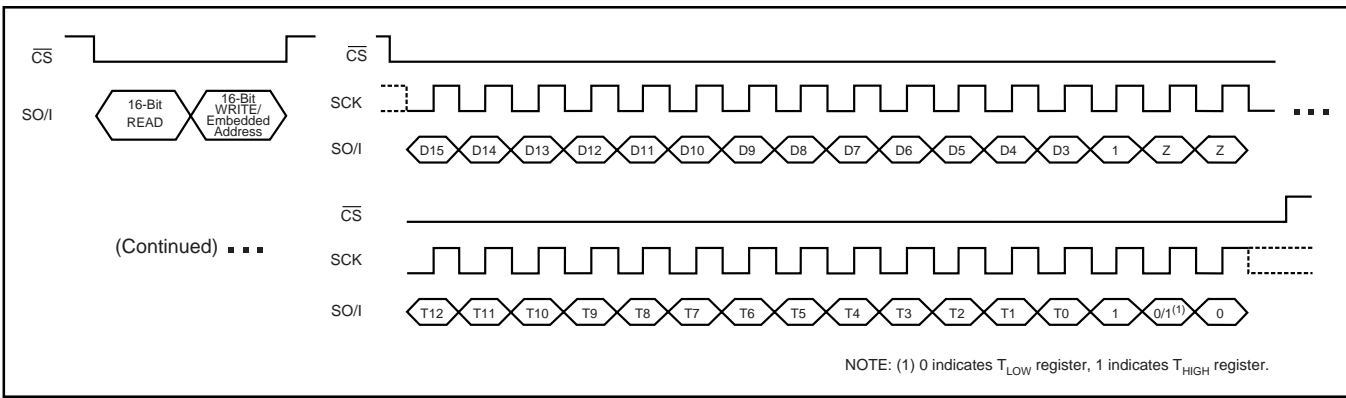 CS
SO/I
16-Bit
READ
16-Bit
WRITE/
Embedded
Address
CS
SCK
SO/I
D15 D14 D13 D12 D11 D10 D9 D8 D7 D6 D5 D4 D3 1 Z Z
(Continued)
CS
SCK
SO/I
T12 T11 T10 T9 T8 T7 T6 T5 T4 T3 T2 T1 T0 1 0/1(1) 0
NOTE: (1) 0 indicates TLOW register, 1 indicates THIGH register.